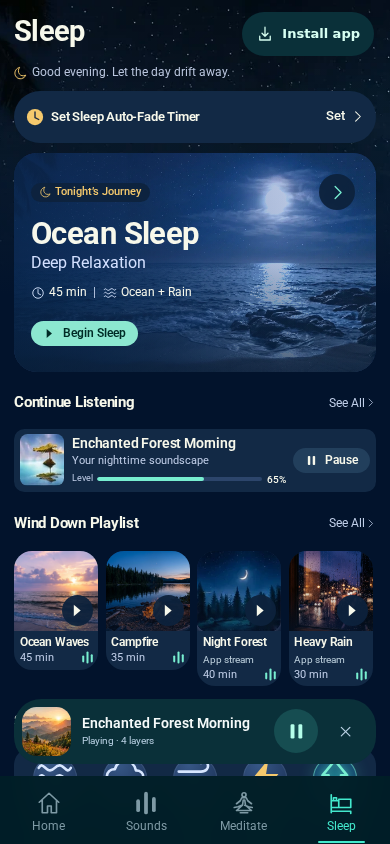 Sleep
Install app
Good evening. Let the day drift away.
Set Sleep Auto-Fade Timer
Set
Tonight's Journey
Ocean Sleep
Deep Relaxation
45 min | Ocean + Rain
Begin Sleep
Continue Listening
See All
Enchanted Forest Morning
Your nighttime soundscape
Level
65%
Pause
Wind Down Playlist
See All
Ocean Waves
45 min
Campfire
35 min
Night Forest
App stream
40 min
Heavy Rain
App stream
30 min
Enchanted Forest Morning
Playing · 4 layers
Home
Sounds
Meditate
Sleep